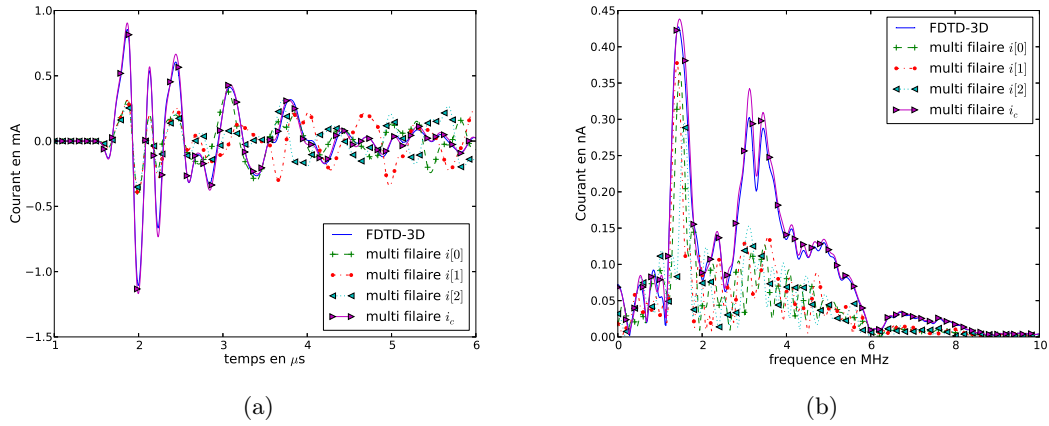 1.0
0.5
0.0
−0.5
−1.0
−1.5
1
2
3
4
5
6
Courant en mA
temps en μs
FDTD-3D
multi filaire i[0]
multi filaire i[1]
multi filaire i[2]
multi filaire i_c
(a)
0.45
0.40
0.35
0.30
0.25
0.20
0.15
0.10
0.05
0.00
0
2
4
6
8
10
Courant en nA
frequence en MHz
FDTD-3D
multi filaire i[0]
multi filaire i[1]
multi filaire i[2]
multi filaire i_c
(b)